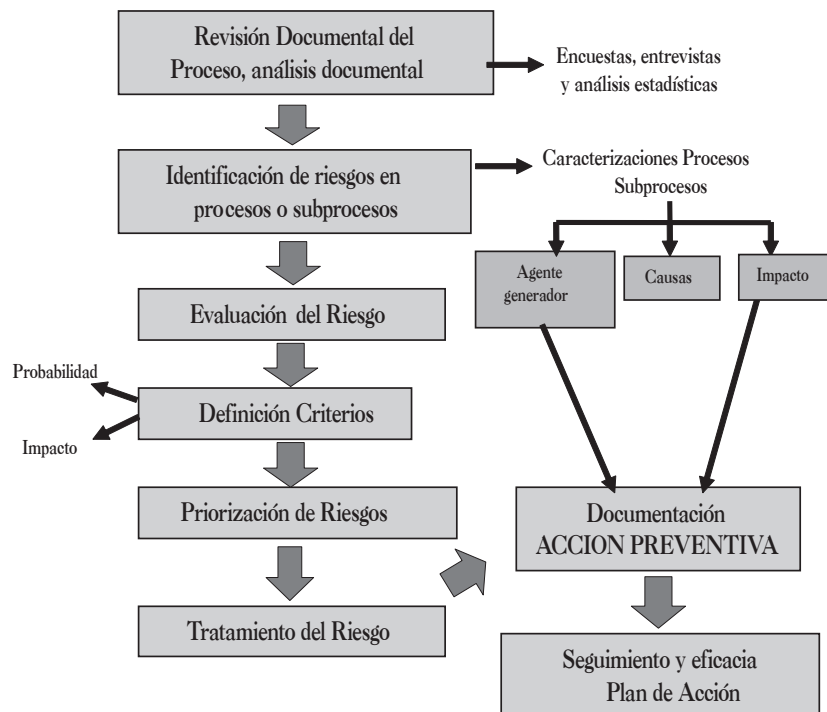 Revisión Documental del
Proceso, análisis documental
Encuestas, entrevistas
y análisis estadísticas
Identificación de riesgos en
procesos o subprocesos
Caracterizaciones Procesos
Subprocesos
Agente
generador
Causas
Impacto
Evaluación del Riesgo
Probabilidad
Definición Criterios
Impacto
Priorización de Riesgos
Documentación
ACCION PREVENTIVA
Tratamiento del Riesgo
Seguimiento y eficacia
Plan de Acción